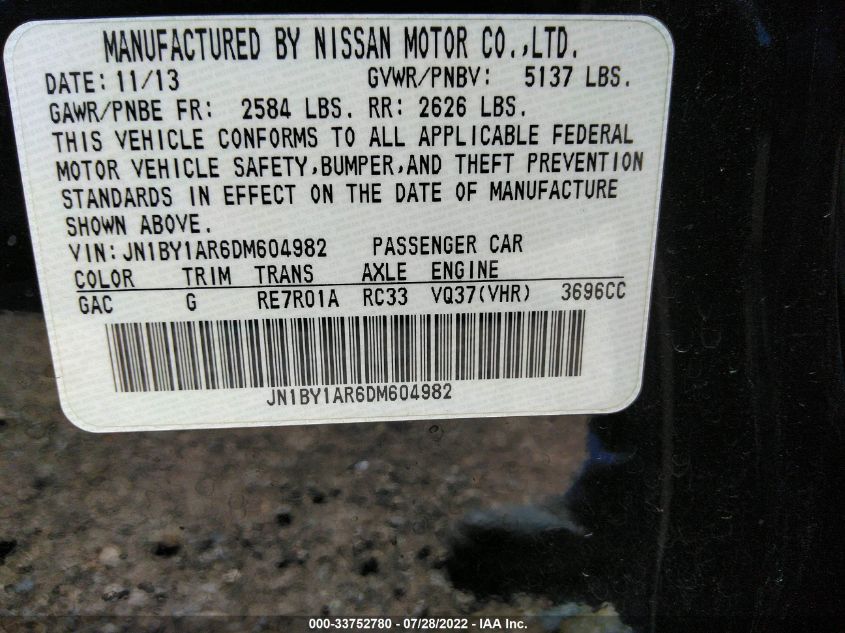 MANUFACTURED BY NISSAN MOTOR CO.,LTD.
DATE: 11/13 GVWR/PNBV: 5137 LBS.
GAWR/PNBE FR: 2584 LBS. RR: 2626 LBS.
THIS VEHICLE CONFORMS TO ALL APPLICABLE FEDERAL
MOTOR VEHICLE SAFETY,BUMPER,AND THEFT PREVENTION
STANDARDS IN EFFECT ON THE DATE OF MANUFACTURE
SHOWN ABOVE.
VIN:JN1BY1AR6DM604982 PASSENGER CAR
COLOR TRIM TRANS AXLE ENGINE
GAC G RE7R01A RC33 VQ37(VHR) 3696CC
JN1BY1AR6DM604982
000-33752780 - 07/28/2022 - IAA Inc.